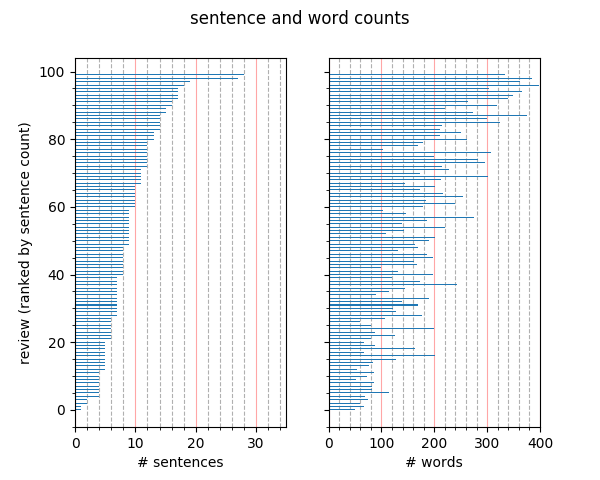 sentence and word counts
review (ranked by sentence count)
100
80
60
40
20
0
0 10 20 30
# sentences
0 100 200 300 400
# words